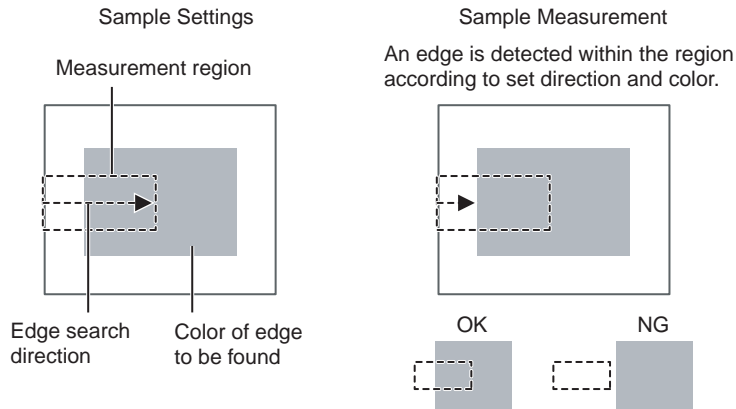 Sample Settings
Measurement region
Edge search
direction
Color of edge
to be found
Sample Measurement
An edge is detected within the region
according to set direction and color.
OK
NG